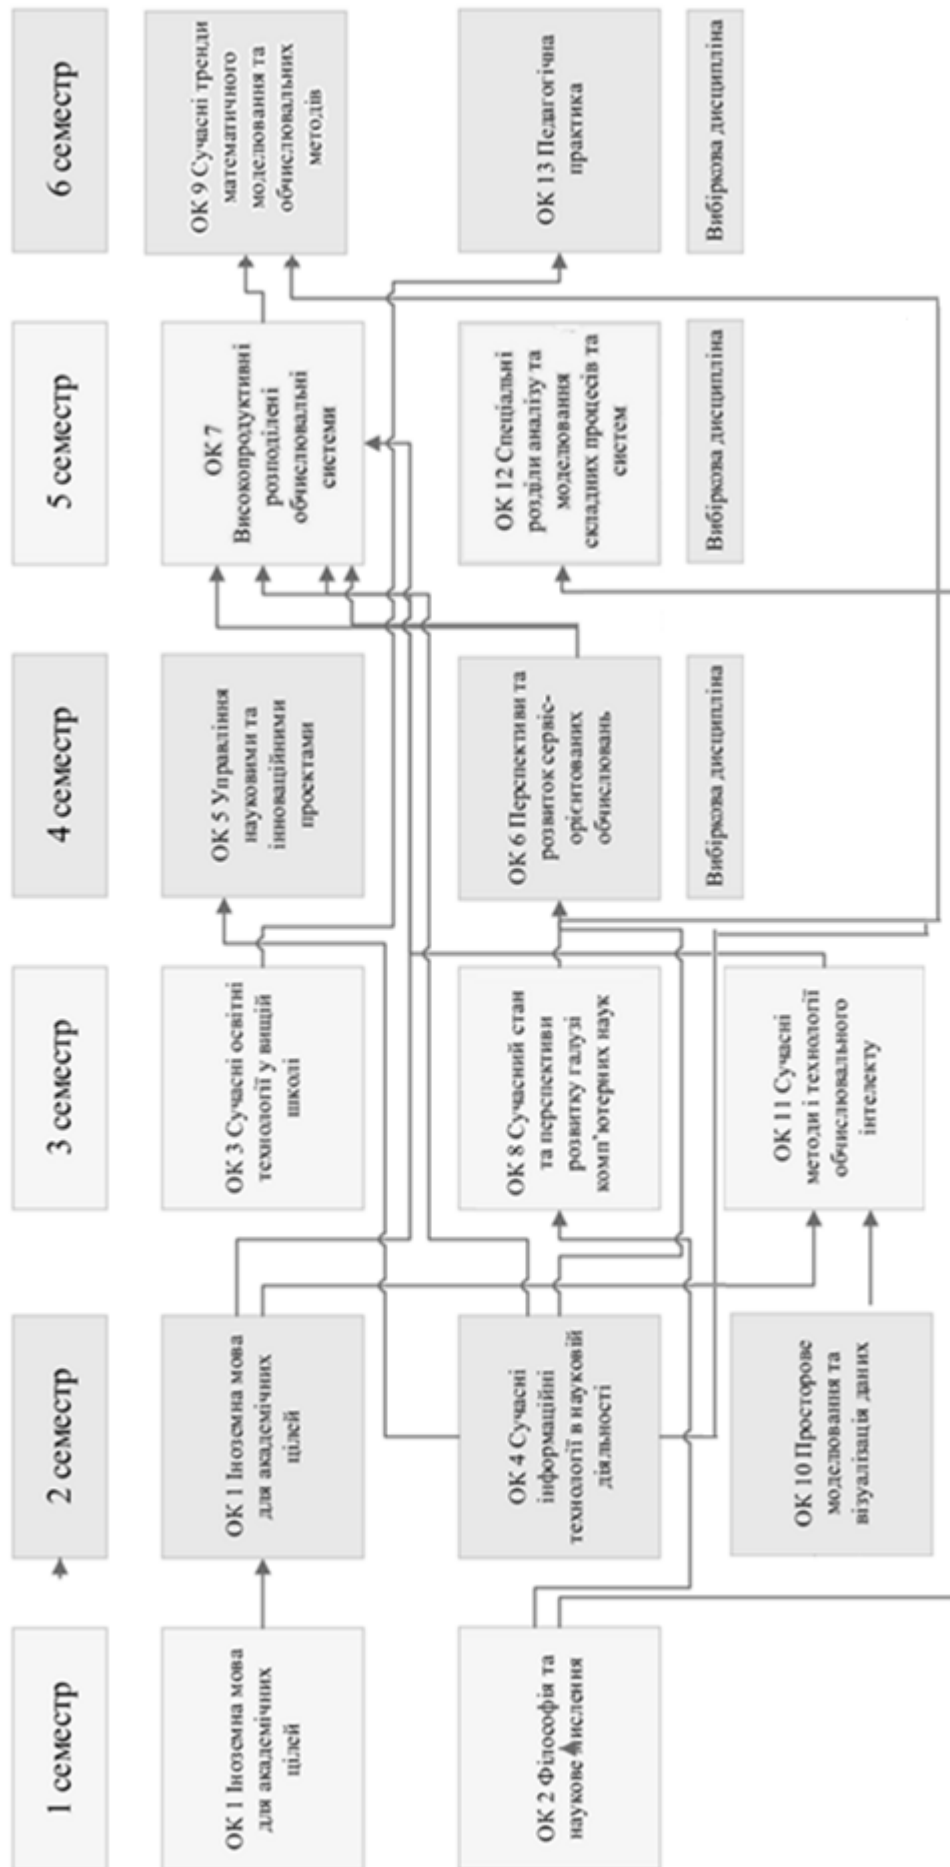 1 семестр
2 семестр
3 семестр
4 семестр
5 семестр
6 семестр
ОК 1 Іноземна мова
для академічних
цілей
ОК 1 Іноземна мова
для академічних
цілей
ОК 3 Сучасні освітні
технології у вищій
школі
ОК 5 Управління
науковими та
інноваційними
проектами
ОК 7
Високопродуктивні
розподілені
обчислювальні
системи
ОК 9 Сучасні тренди
математичного
моделювання та
обчислювальних
методів
ОК 2 Філософія та
наукове мислення
ОК 4 Сучасні
інформаційні
технології в науковій
діяльності
ОК 8 Сучасний стан
та перспективи
розвитку галузі
комп'ютерних наук
ОК 6 Перспективи та
розвиток сервіс-
орієнтованих
обчислювань
ОК 12 Спеціальні
розділи аналізу та
моделювання
складних процесів та
систем
ОК 13 Педагогічна
практика
ОК 10 Просторове
моделювання та
візуалізація даних
ОК 11 Сучасні
методи і технології
обчислювального
інтелекту
Вибіркова дисципліна
Вибіркова дисципліна
Вибіркова дисципліна